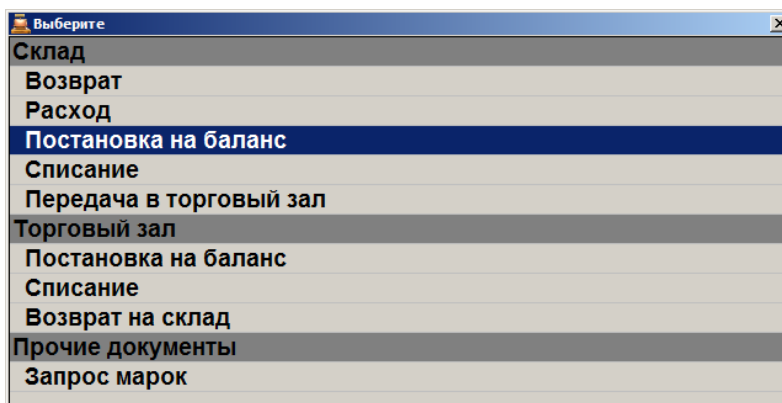 Выберите
Склад
Возврат
Расход
Постановка на баланс
Списание
Передача в торговый зал
Торговый зал
Постановка на баланс
Списание
Возврат на склад
Прочие документы
Запрос марок